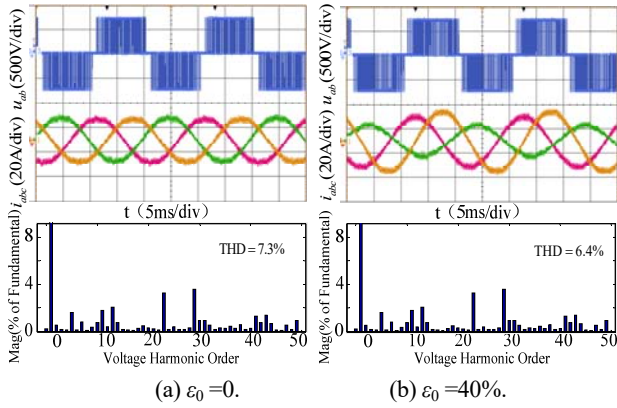 u_ab (500V/div)
i_abc (20A/div)
t（5ms/div）
Mag(% of Fundamental)
8
4
0
THD = 7.3%
0 10 20 30 40 50
Voltage Harmonic Order
(a) ε₀ =0.
u_ab (500V/div)
i_abc (20A/div)
t（5ms/div）
Mag(% of Fundamental)
8
4
0
THD = 6.4%
0 10 20 30 40 50
Voltage Harmonic Order
(b) ε₀ =40%.